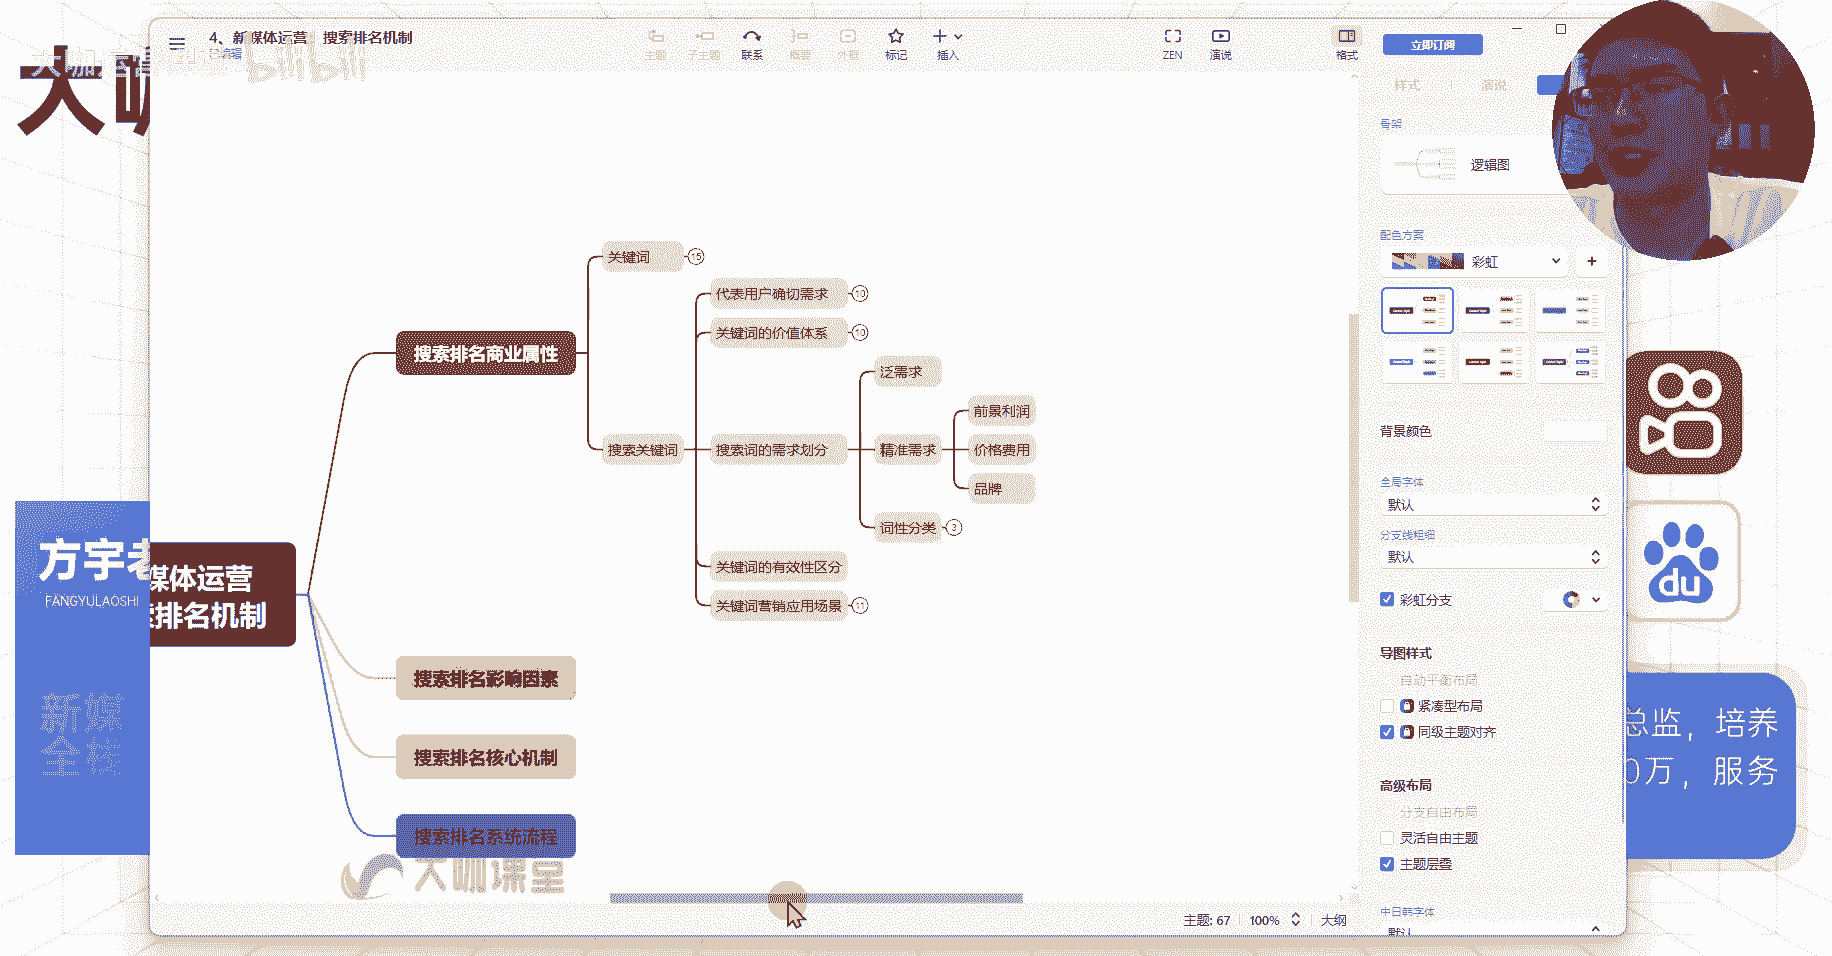 4、新媒体运营 搜索排名机制
已编辑
bilibili
主题
子主题
联系
概要
外框
标记
插入
ZEN
演说
格式
立即订阅
样式
演说
骨架
逻辑图
配色方案
彩虹
背景颜色
全局字体
默认
分支线粗细
默认
彩虹分支
导图样式
自动平衡布局
紧凑型布局
同级主题对齐
高级布局
分支自由布局
灵活自由主题
主题层叠
中日韩字体
默认
媒体运营
排名机制
搜索排名商业属性
关键词
15
搜索关键词
代表用户确切需求
10
关键词的价值体系
10
搜索词的需求划分
泛需求
精准需求
前景利润
价格费用
品牌
词性分类
3
关键词的有效性区分
关键词营销应用场景
11
搜索排名影响因素
搜索排名核心机制
搜索排名系统流程
大咖课堂
主题: 67
100%
大纲
方宇老
FANGYULAOSHI
新媒
全栈
du
总监，培养
0万，服务